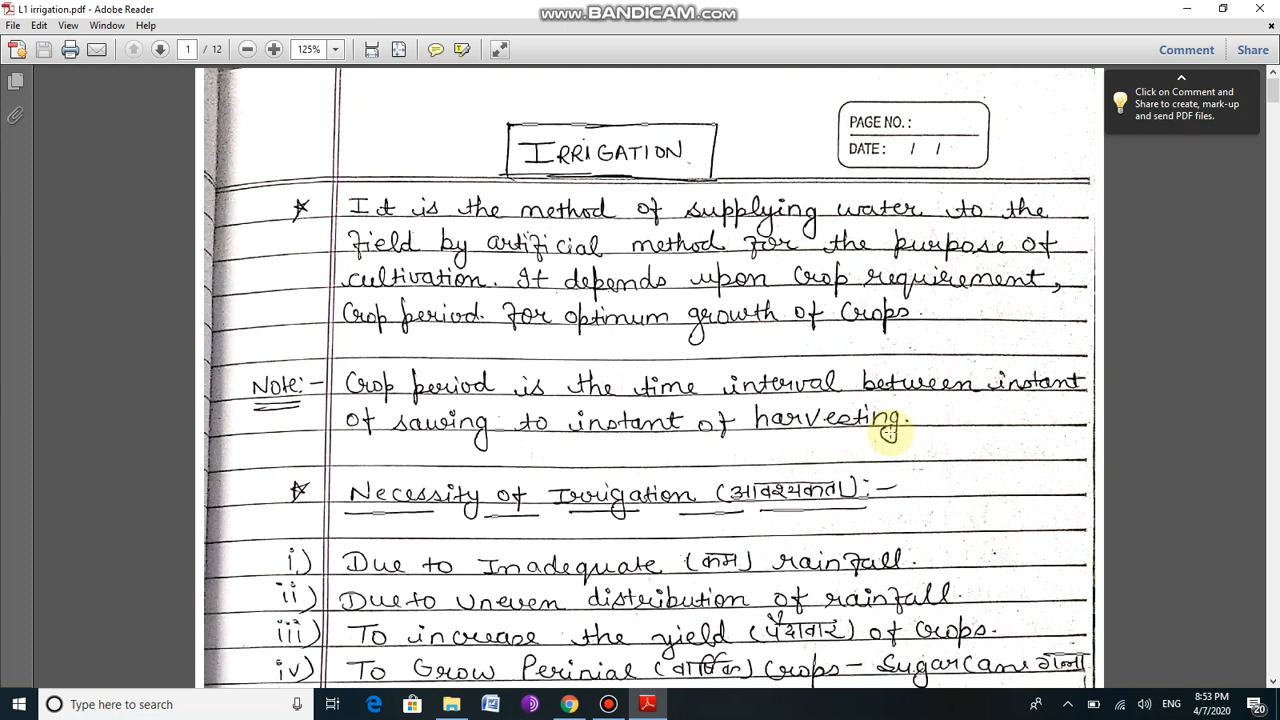 L1 irrigation.pdf - Adobe Reader
www.BANDICAM.com
File Edit View Window Help
1 / 12 125% Comment Share
Click on Comment and
Share to create, mark-up
and send PDF files.
PAGE NO.:
DATE: / /
IRRIGATION
It is the method of supplying water to the
field by artificial method for the purpose of
cultivation. It depends upon crop requirement,
Crop period. For optimum growth of crops.
Note:- Crop period is the time interval between instant
of sawing to instant of harvesting.
Necessity of Irrigation (आवश्यकता):-
i) Due to Inadequate (कम) rainfall.
ii) Due to Uneven distribution of rainfall.
iii) To increase the yield (पैदावार) of crops.
iv) To Grow Perinial (वार्षिक) Crops - Sugarcane गन्ना
Type here to search
ENG
8:53 PM
4/7/2020
20